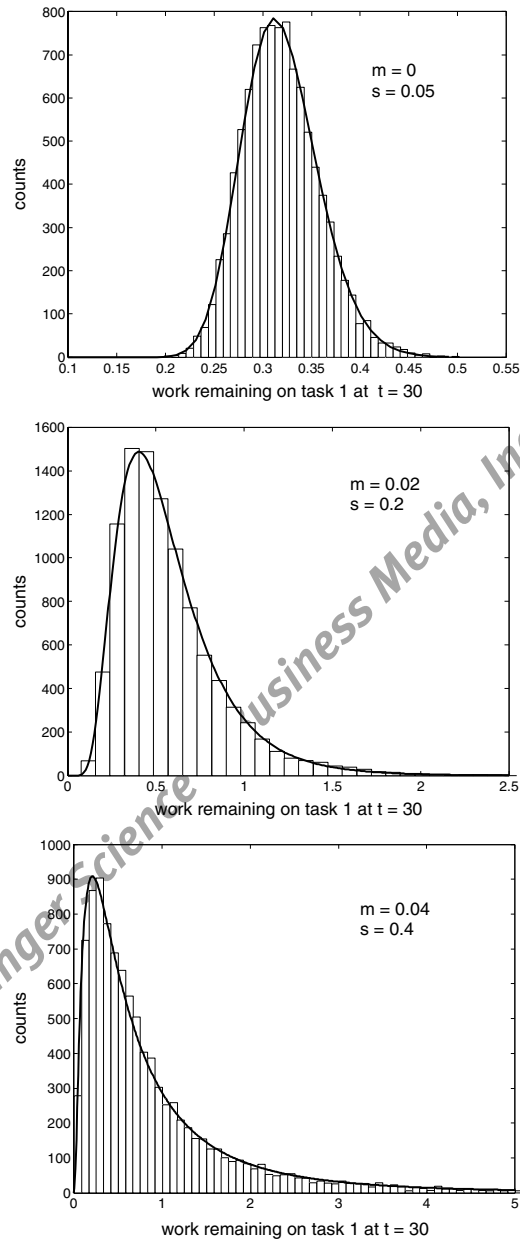 800
700
600
500
400
300
200
100
0
counts
m = 0
s = 0.05
0.1 0.15 0.2 0.25 0.3 0.35 0.4 0.45 0.5 0.55
work remaining on task 1 at t = 30
1600
1400
1200
1000
800
600
400
200
0
counts
m = 0.02
s = 0.2
0 0.5 1 1.5 2 2.5
work remaining on task 1 at t = 30
1000
900
800
700
600
500
400
300
200
100
0
counts
m = 0.04
s = 0.4
0 1 2 3 4 5
work remaining on task 1 at t = 30
nger Science usiness Media, In